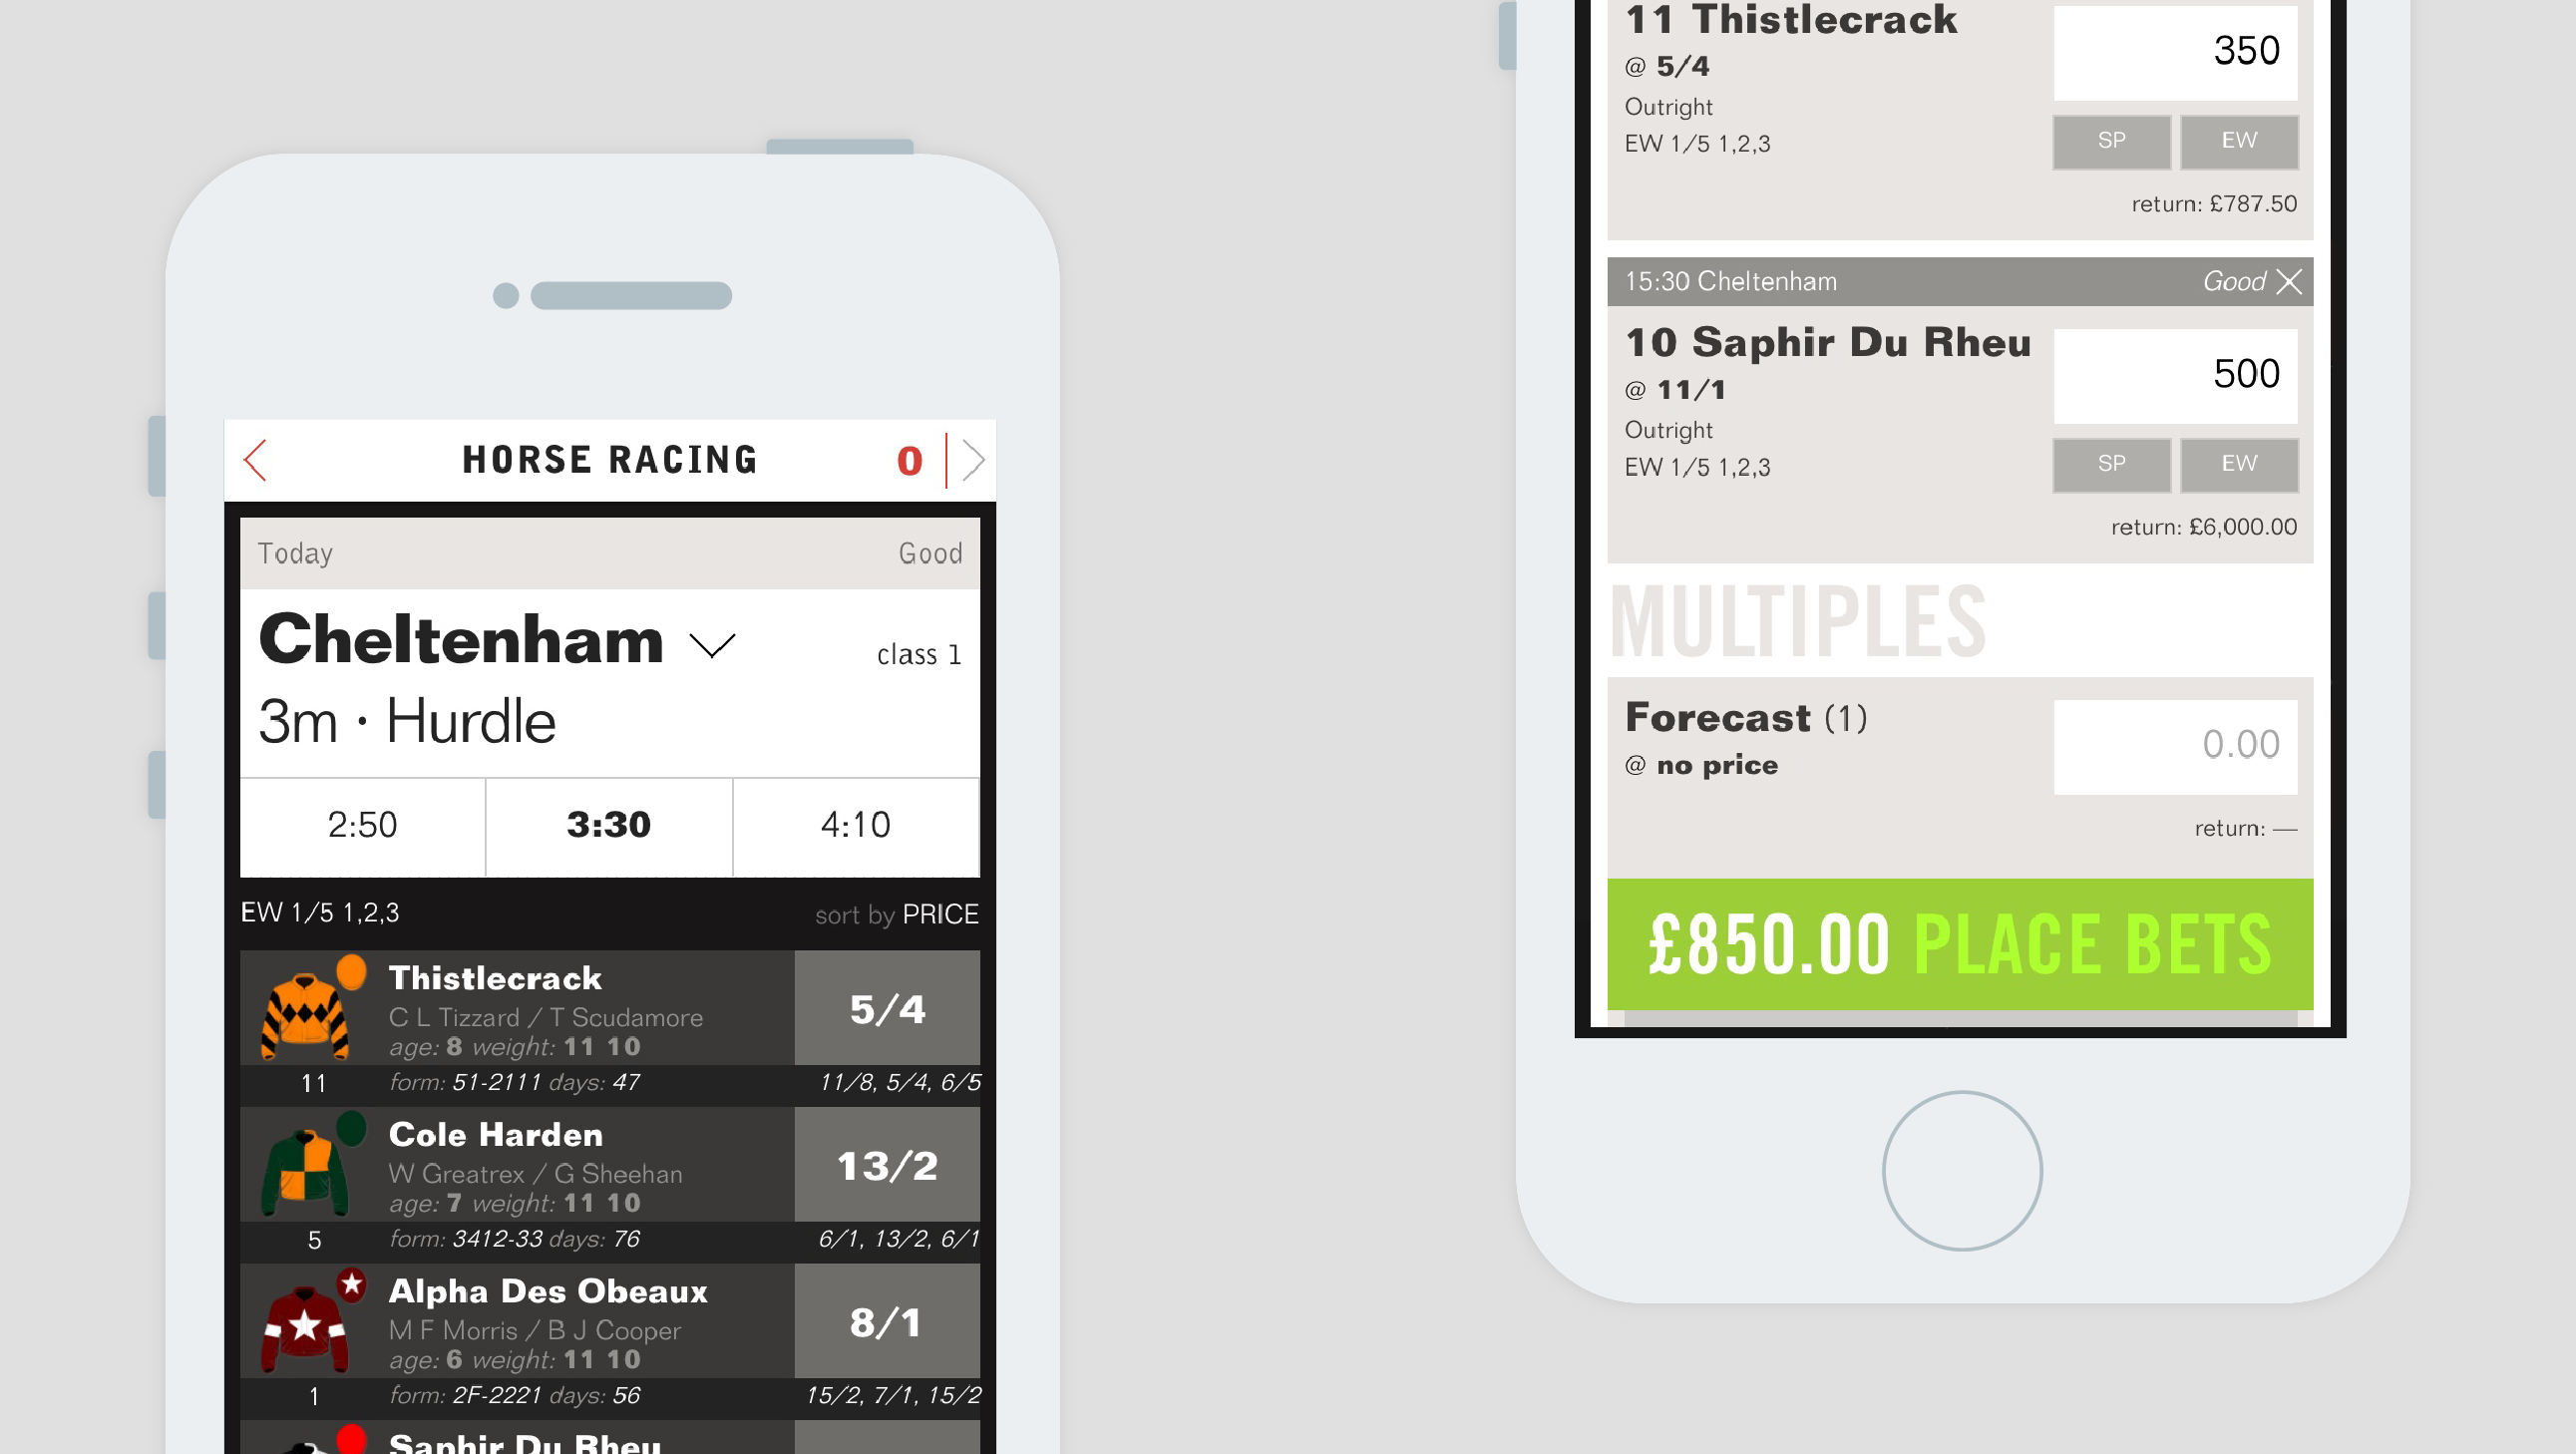 HORSE RACING 0
Today Good
Cheltenham class 1
3m · Hurdle
2:50 3:30 4:10
EW 1/5 1,2,3 sort by PRICE
Thistlecrack
C L Tizzard / T Scudamore
age: 8 weight: 11 10
5/4
11 form: 51-2111 days: 47 11/8, 5/4, 6/5
Cole Harden
W Greatrex / G Sheehan
age: 7 weight: 11 10
13/2
5 form: 3412-33 days: 76 6/1, 13/2, 6/1
Alpha Des Obeaux
M F Morris / B J Cooper
age: 6 weight: 11 10
8/1
1 form: 2F-2221 days: 56 15/2, 7/1, 15/2
Saphir Du Rheu
11 Thistlecrack 350
@ 5/4
Outright
EW 1/5 1,2,3
SP EW
return: £787.50
15:30 Cheltenham Good
10 Saphir Du Rheu 500
@ 11/1
Outright
EW 1/5 1,2,3
SP EW
return: £6,000.00
MULTIPLES
Forecast (1) 0.00
@ no price
return: —
£850.00 PLACE BETS